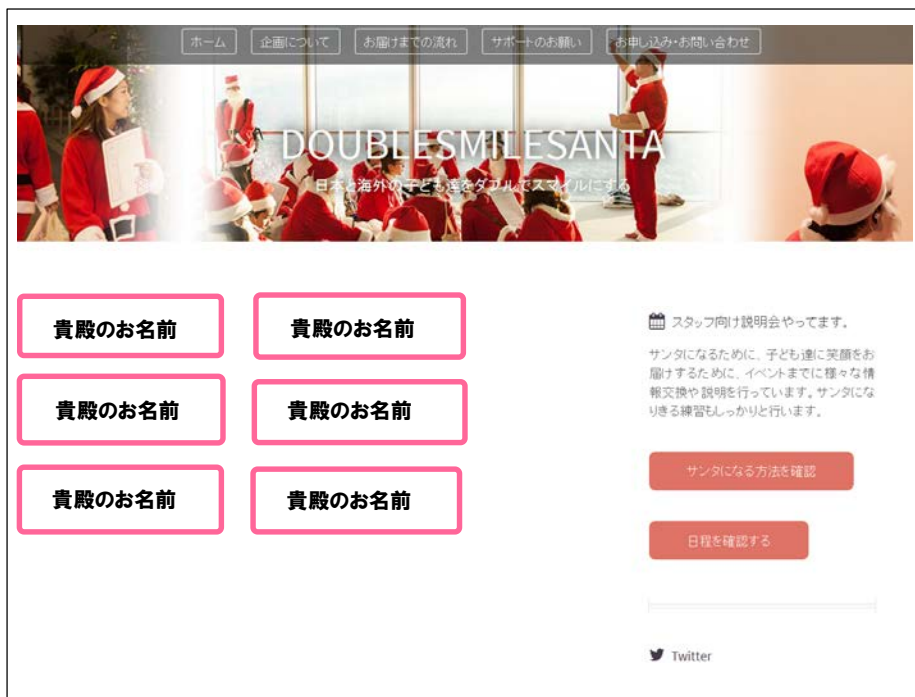 ホーム
企画について
お届けまでの流れ
サポートのお願い
お申し込み・お問い合わせ
DOUBLESMILESANTA
日本と海外の子ども達をダブルでスマイルにする
貴殿のお名前
貴殿のお名前
貴殿のお名前
貴殿のお名前
貴殿のお名前
貴殿のお名前
スタッフ向け説明会やってます。
サンタになるために、子ども達に笑顔をお
届けするために、イベントまでに様々な情
報交換や説明を行っています。サンタにな
りきる練習もしっかりと行います。
サンタになる方法を確認
日程を確認する
Twitter